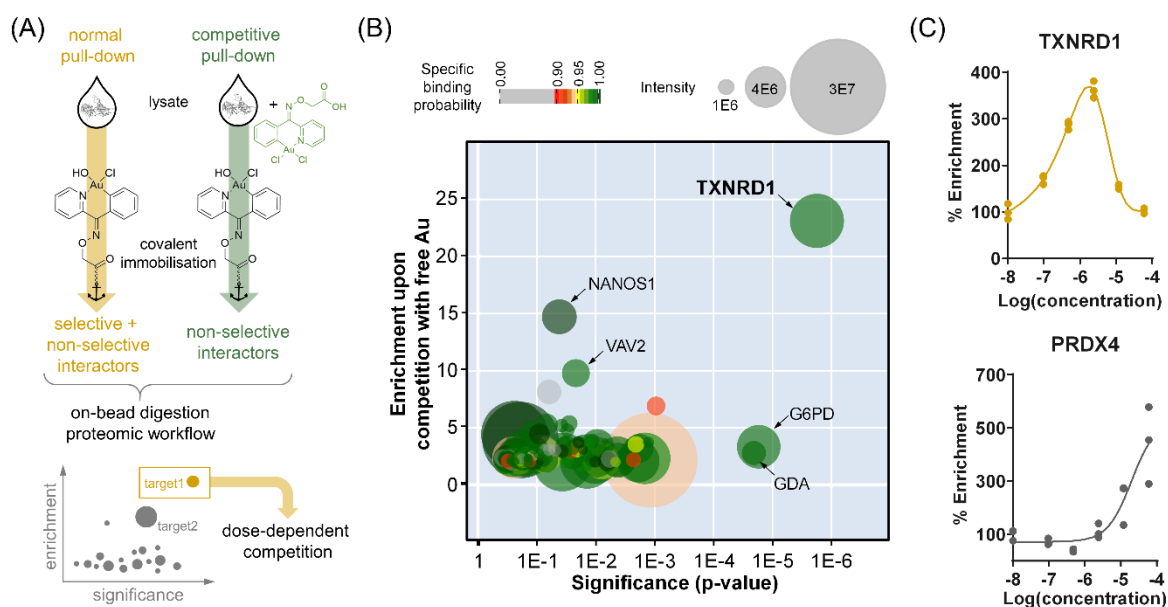 (A)
normal
pull-down
competitive
pull-down
lysate
+
N
O
O
OH
N
Au
Cl
Cl
HO
Cl
Au
N
N
O
O
HO
Cl
Au
N
N
O
O
covalent
immobilisation
selective +
non-selective
interactors
non-selective
interactors
on-bead digestion
proteomic workflow
target1
target2
enrichment
significance
dose-dependent
competition
(B)
Specific
binding
probability
0.00
0.90
0.95
1.00
Intensity
1E6
4E6
3E7
Enrichment upon
competition with free Au
25
20
15
10
5
0
TXNRD1
NANOS1
VAV2
G6PD
GDA
1
1E-1
1E-2
1E-3
1E-4
1E-5
1E-6
Significance (p-value)
(C)
TXNRD1
% Enrichment
400
300
200
100
0
-8
-7
-6
-5
-4
Log(concentration)
PRDX4
% Enrichment
700
500
300
100
-8
-7
-6
-5
-4
Log(concentration)